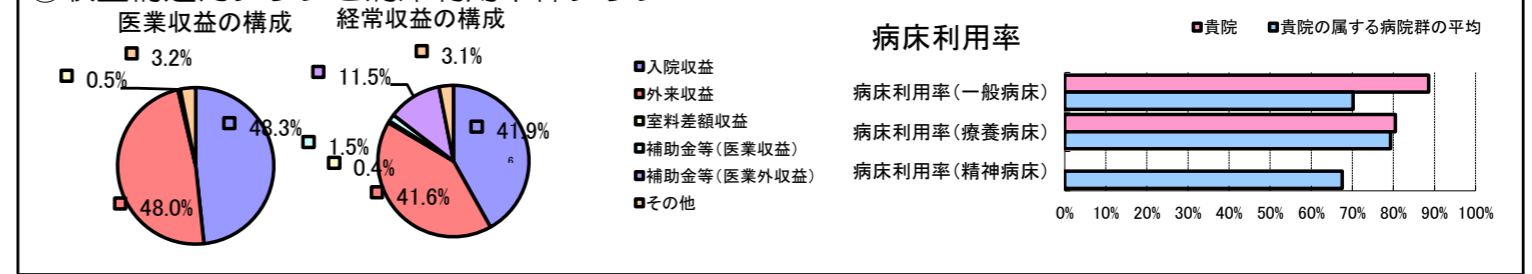 医業収益の構成
3.2%
0.5%
48.3%
48.0%
経常収益の構成
3.1%
11.5%
41.9%
6
1.5%
0.4%
41.6%
入院収益
外来収益
室料差額収益
補助金等(医業収益)
補助金等(医業外収益)
その他
病床利用率
貴院 貴院の属する病院群の平均
病床利用率(一般病床)
病床利用率(療養病床)
病床利用率(精神病床)
0% 10% 20% 30% 40% 50% 60% 70% 80% 90% 100%